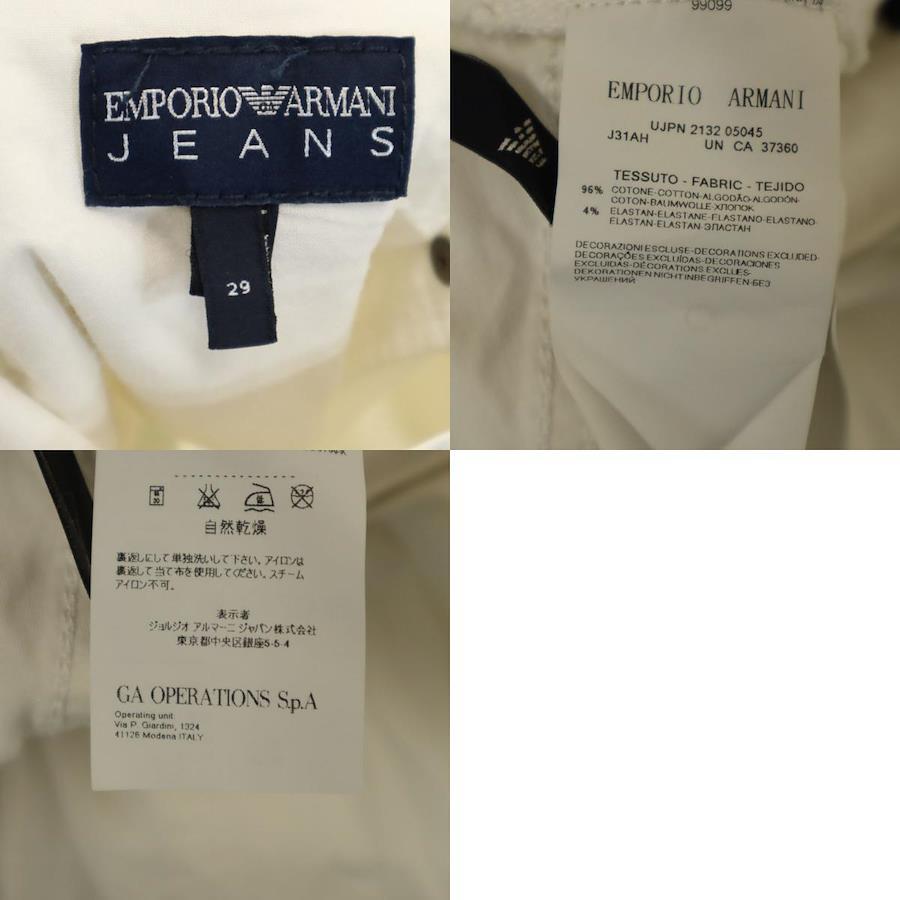 EMPORIO ARMANI
JEANS
29
99099
EMPORIO ARMANI
UJPN 2132 05045
J31AH UN CA 37360
TESSUTO - FABRIC - TEJIDO
96% COTONE-COTTON-ALGODÃO-ALGODÓN-
COTON-BAUMWOLLE-ХЛОПОК
4% ELASTAN-ELASTANE-ELASTANO-ELASTANO-
ELASTAN-ELASTAN-ЭЛАСТАН
DECORAZIONI ESCLUSE-DECORATIONS EXCLUDED-
DECORAÇÕES EXCLUÍDAS-DECORACIONES
EXCLUIDAS-DÉCORATIONS EXCLUES-
DEKORATIONEN NICHT INBEGRIFFEN-БЕЗ
УКРАШЕНИЙ
自然乾燥
裏返しにして単独洗いして下さい。アイロンは
裏返して当て布を使用してください。スチーム
アイロン不可。
表示者
ジョルジオ アルマーニ ジャパン株式会社
東京都中央区銀座5-5-4
GA OPERATIONS S.p.A
Operating unit:
Via P. Giardini, 1324
41126 Modena ITALY